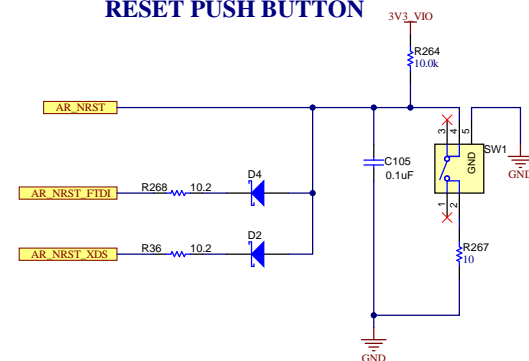 RESET PUSH BUTTON
3V3_VIO
R264
10.0k
AR_NRST
3
4
5
SW1
GND
GND
C105
0.1uF
D4
AR_NRST_FTDI
R268
10.2
1
2
D2
AR_NRST_XDS
R36
10.2
R267
10
GND